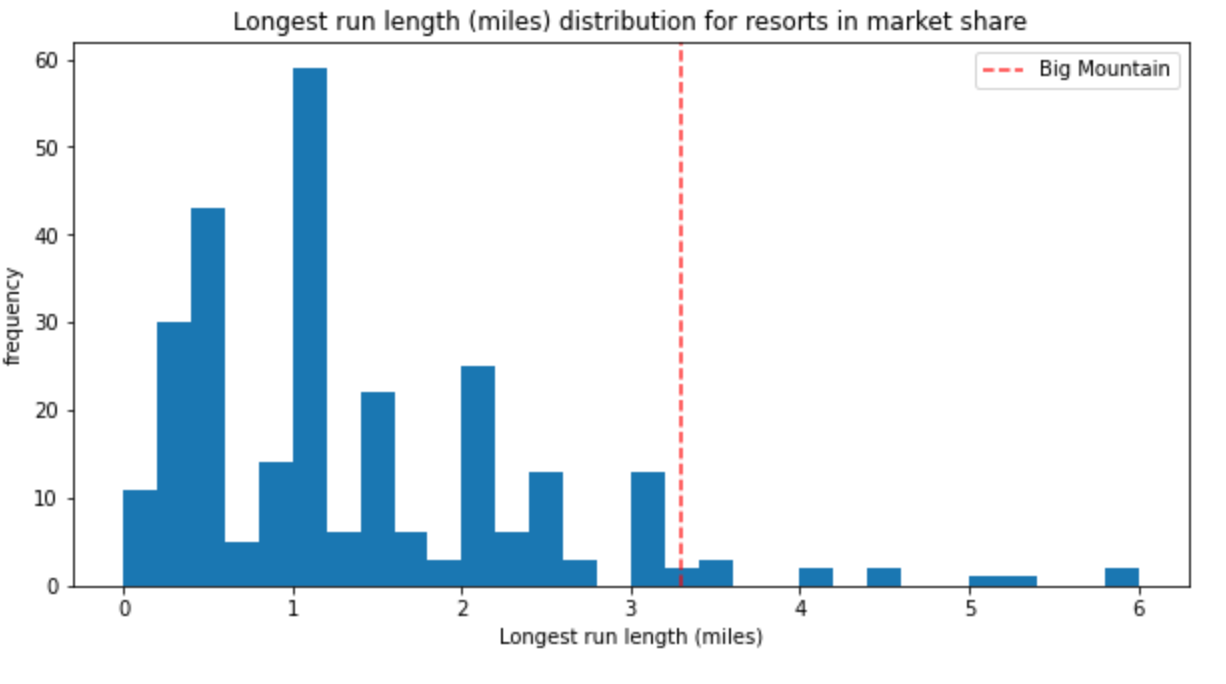 Longest run length (miles) distribution for resorts in market share
Big Mountain
frequency
60
50
40
30
20
10
0
0 1 2 3 4 5 6
Longest run length (miles)